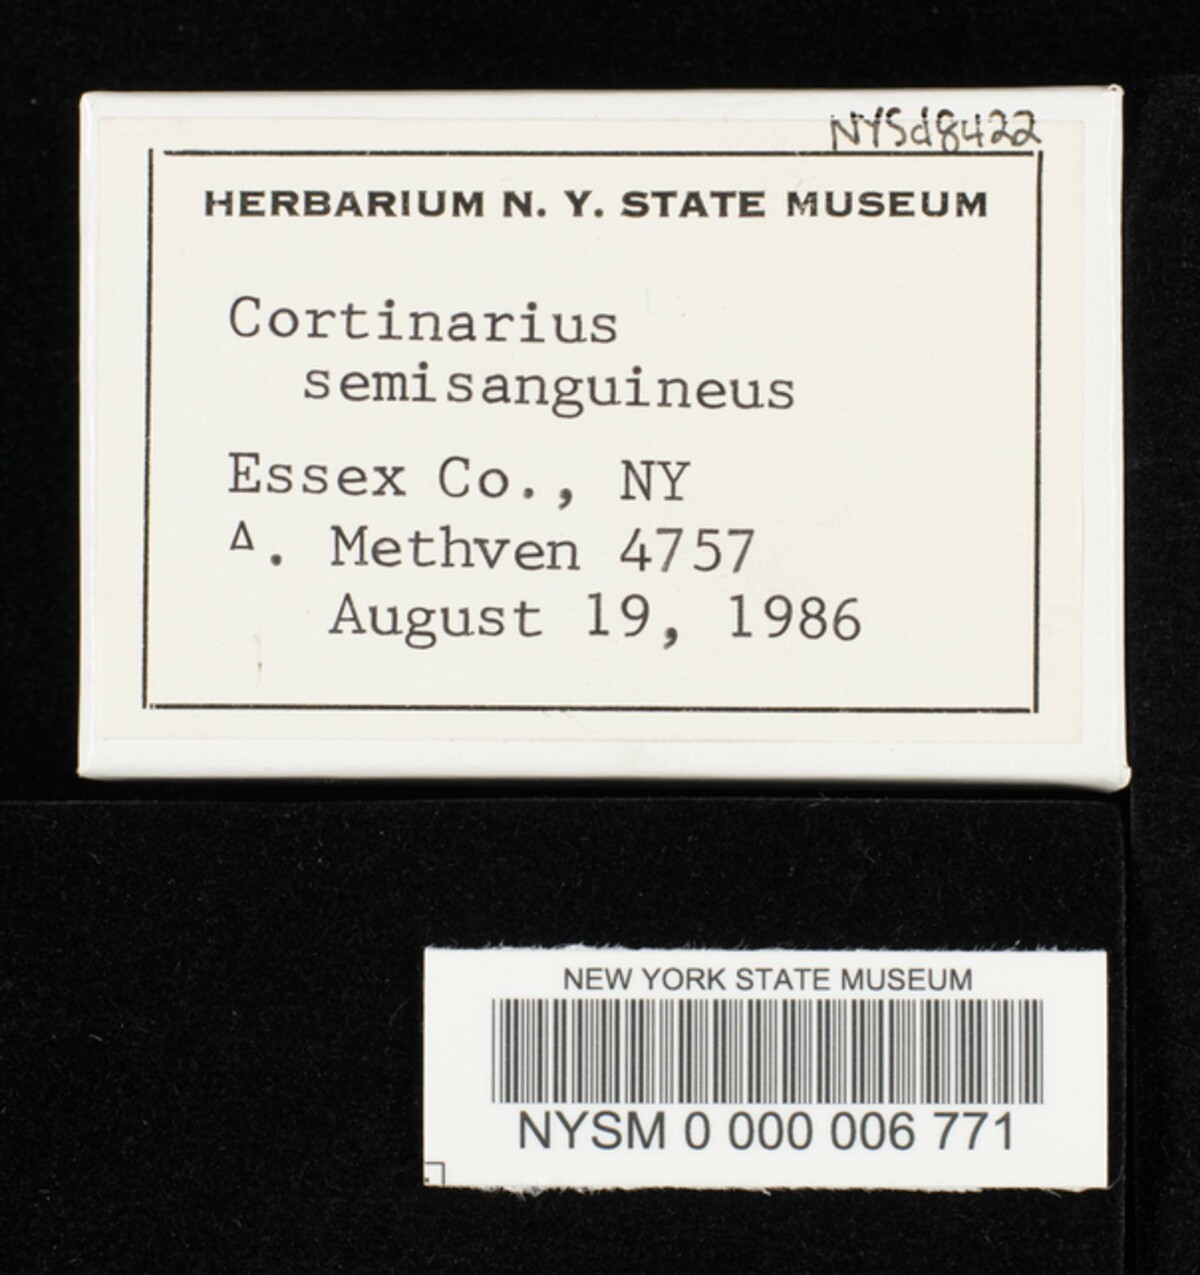 NYSd8422
HERBARIUM N. Y. STATE MUSEUM
Cortinarius
semisanguineus
Essex Co., NY
A. Methven 4757
August 19, 1986
NEW YORK STATE MUSEUM
NYSM 0 000 006 771